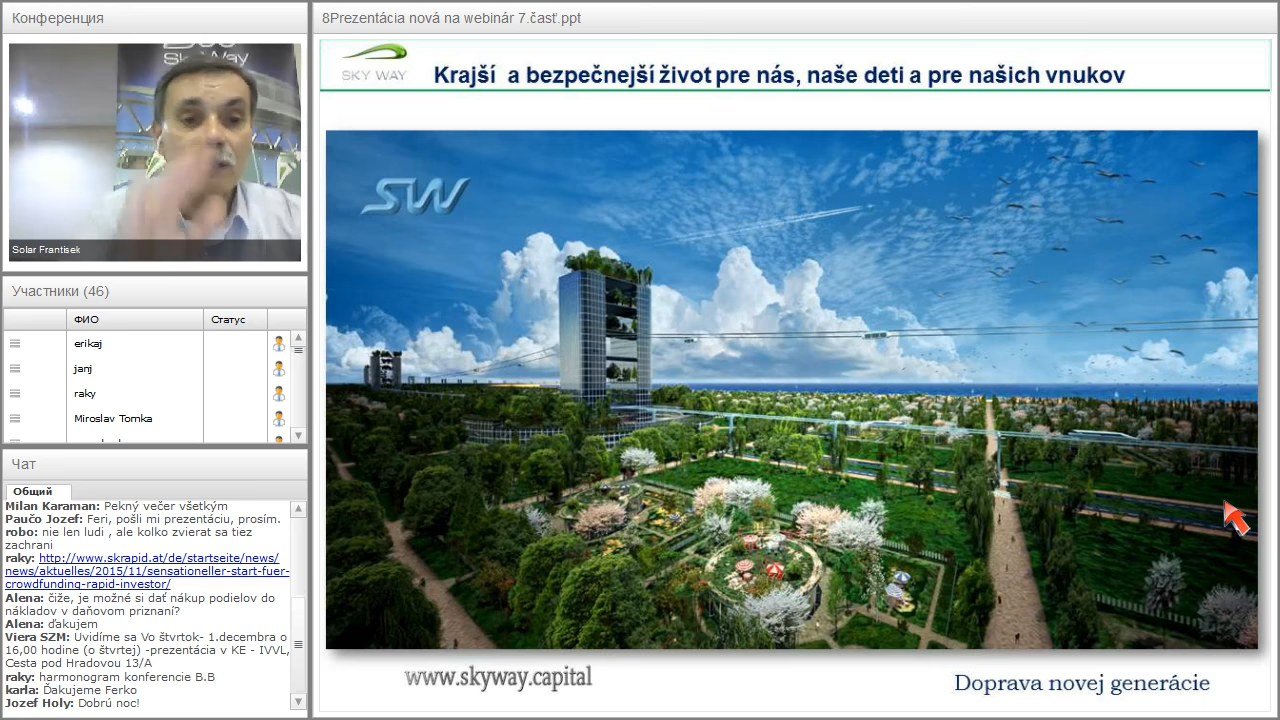 Конференция
Sky Way
Solar Frantisek
Участники (46)
ФИО
Статус
erikaj
janj
raky
Miroslav Tomka
Чат
Общий
Milan Karaman: Pekný večer všetkým
Paučo Jozef: Feri, pošli mi prezentáciu, prosím.
robo: nie len ludi , ale kolko zvierat sa tiez
zachrani
raky: http://www.skrapid.at/de/startseite/news/
news/aktuelles/2015/11/sensationeller-start-fuer-
crowdfunding-rapid-investor/
Alena: čiže, je možné si dať nákup podielov do
nákladov v daňovom priznaní?
Alena: ďakujem
Viera SZM: Uvidíme sa Vo štvrtok- 1.decembra o
16,00 hodine (o štvrtej) -prezentácia v KE - IVVL,
Cesta pod Hradovou 13/A
raky: harmonogram konferencie B.B
karla: Ďakujeme Ferko
Jozef Holy: Dobrú noc!
8Prezentácia nová na webinár 7.časť.ppt
SKY WAY
Krajší a bezpečnejší život pre nás, naše deti a pre našich vnukov
SW
www.skyway.capital
Doprava novej generácie